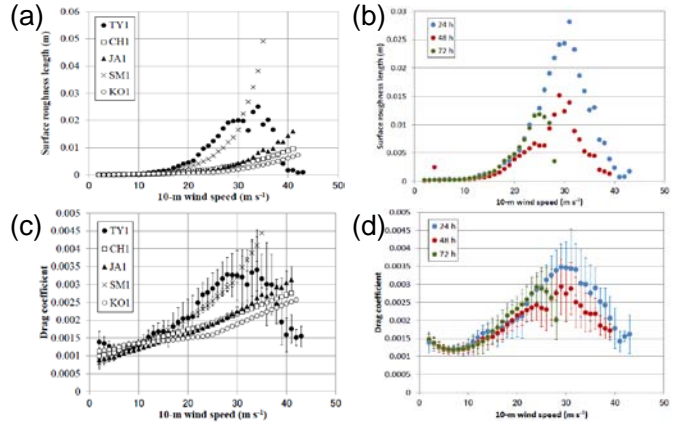 (a)
Surface roughness length (m)
0.06
0.05
0.04
0.03
0.02
0.01
0
TY1
CH1
JA1
SM1
KO1
0 10 20 30 40 50
10-m wind speed (m s⁻¹)
(b)
Surface roughness length (m)
0.03
0.025
0.02
0.015
0.01
0.005
0
24 h
48 h
72 h
0 10 20 30 40 50
10-m wind speed (m s⁻¹)
(c)
Drag coefficient
0.005
0.0045
0.004
0.0035
0.003
0.0025
0.002
0.0015
0.001
0.0005
0
TY1
CH1
JA1
SM1
KO1
0 10 20 30 40 50
10-m wind speed (m s⁻¹)
(d)
Drag coefficient
0.005
0.0045
0.004
0.0035
0.003
0.0025
0.002
0.0015
0.001
0.0005
0
24 h
48 h
72 h
0 10 20 30 40 50
10-m wind speed (m s⁻¹)